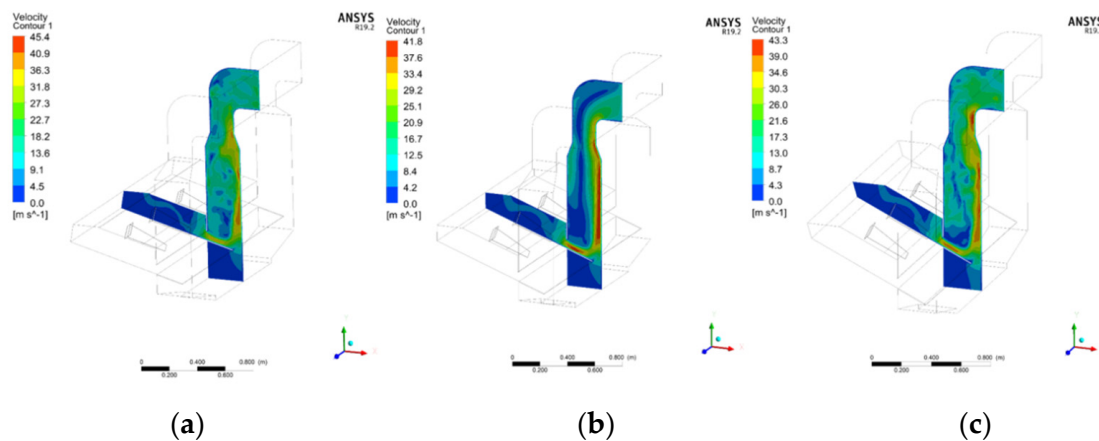 Velocity
Contour 1
45.4
40.9
36.3
31.8
27.3
22.7
18.2
13.6
9.1
4.5
0.0
[m s^-1]
ANSYS
R19.2
0 0.400 0.800 (m)
0.200 0.600
(a)
Velocity
Contour 1
41.8
37.6
33.4
29.2
25.1
20.9
16.7
12.5
8.4
4.2
0.0
[m s^-1]
ANSYS
R19.2
0 0.400 0.800 (m)
0.200 0.600
(b)
Velocity
Contour 1
43.3
39.0
34.6
30.3
26.0
21.6
17.3
13.0
8.7
4.3
0.0
[m s^-1]
ANSYS
R19.2
0 0.400 0.800 (m)
0.200 0.600
(c)